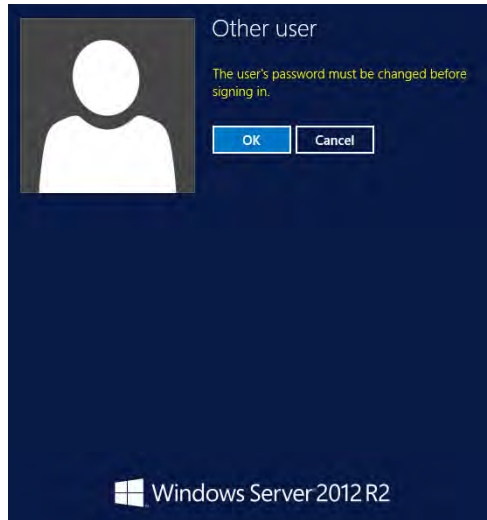 Other user
The user's password must be changed before
signing in.
OK
Cancel
Windows Server 2012 R2